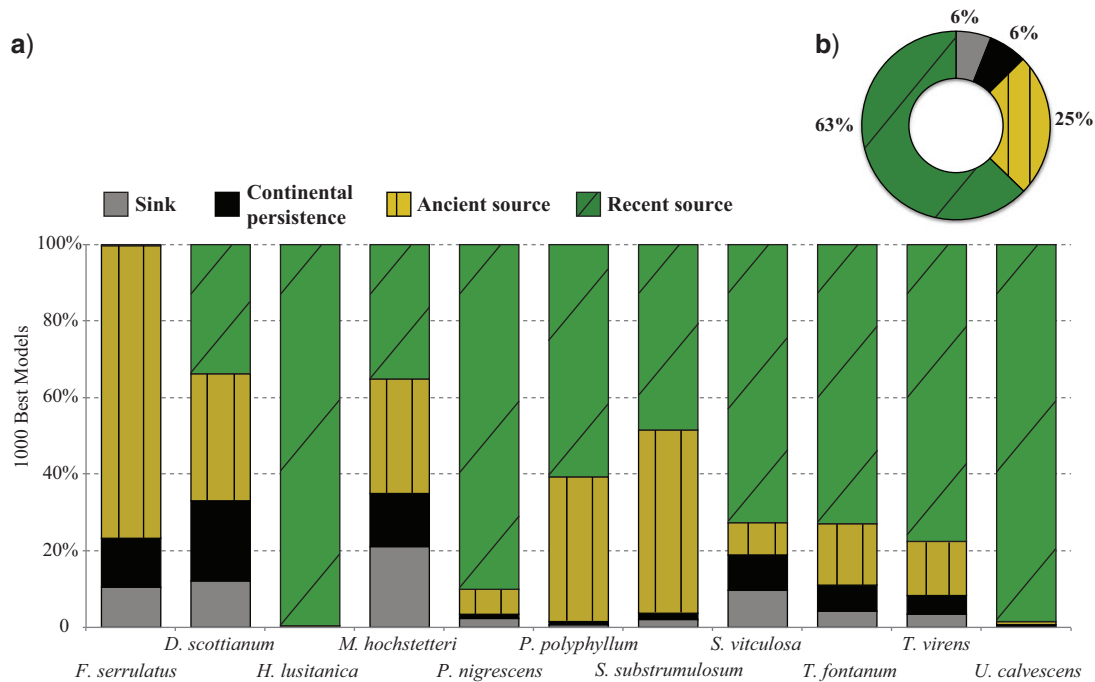 a)
b)
6%
6%
25%
63%
Sink
Continental
persistence
Ancient source
Recent source
1000 Best Models
100%
80%
60%
40%
20%
0
D. scottianum
M. hochstetteri
P. polyphyllum
S. vitculosa
T. virens
F. serrulatus
H. lusitanica
P. nigrescens
S. substrumulosum
T. fontanum
U. calvescens